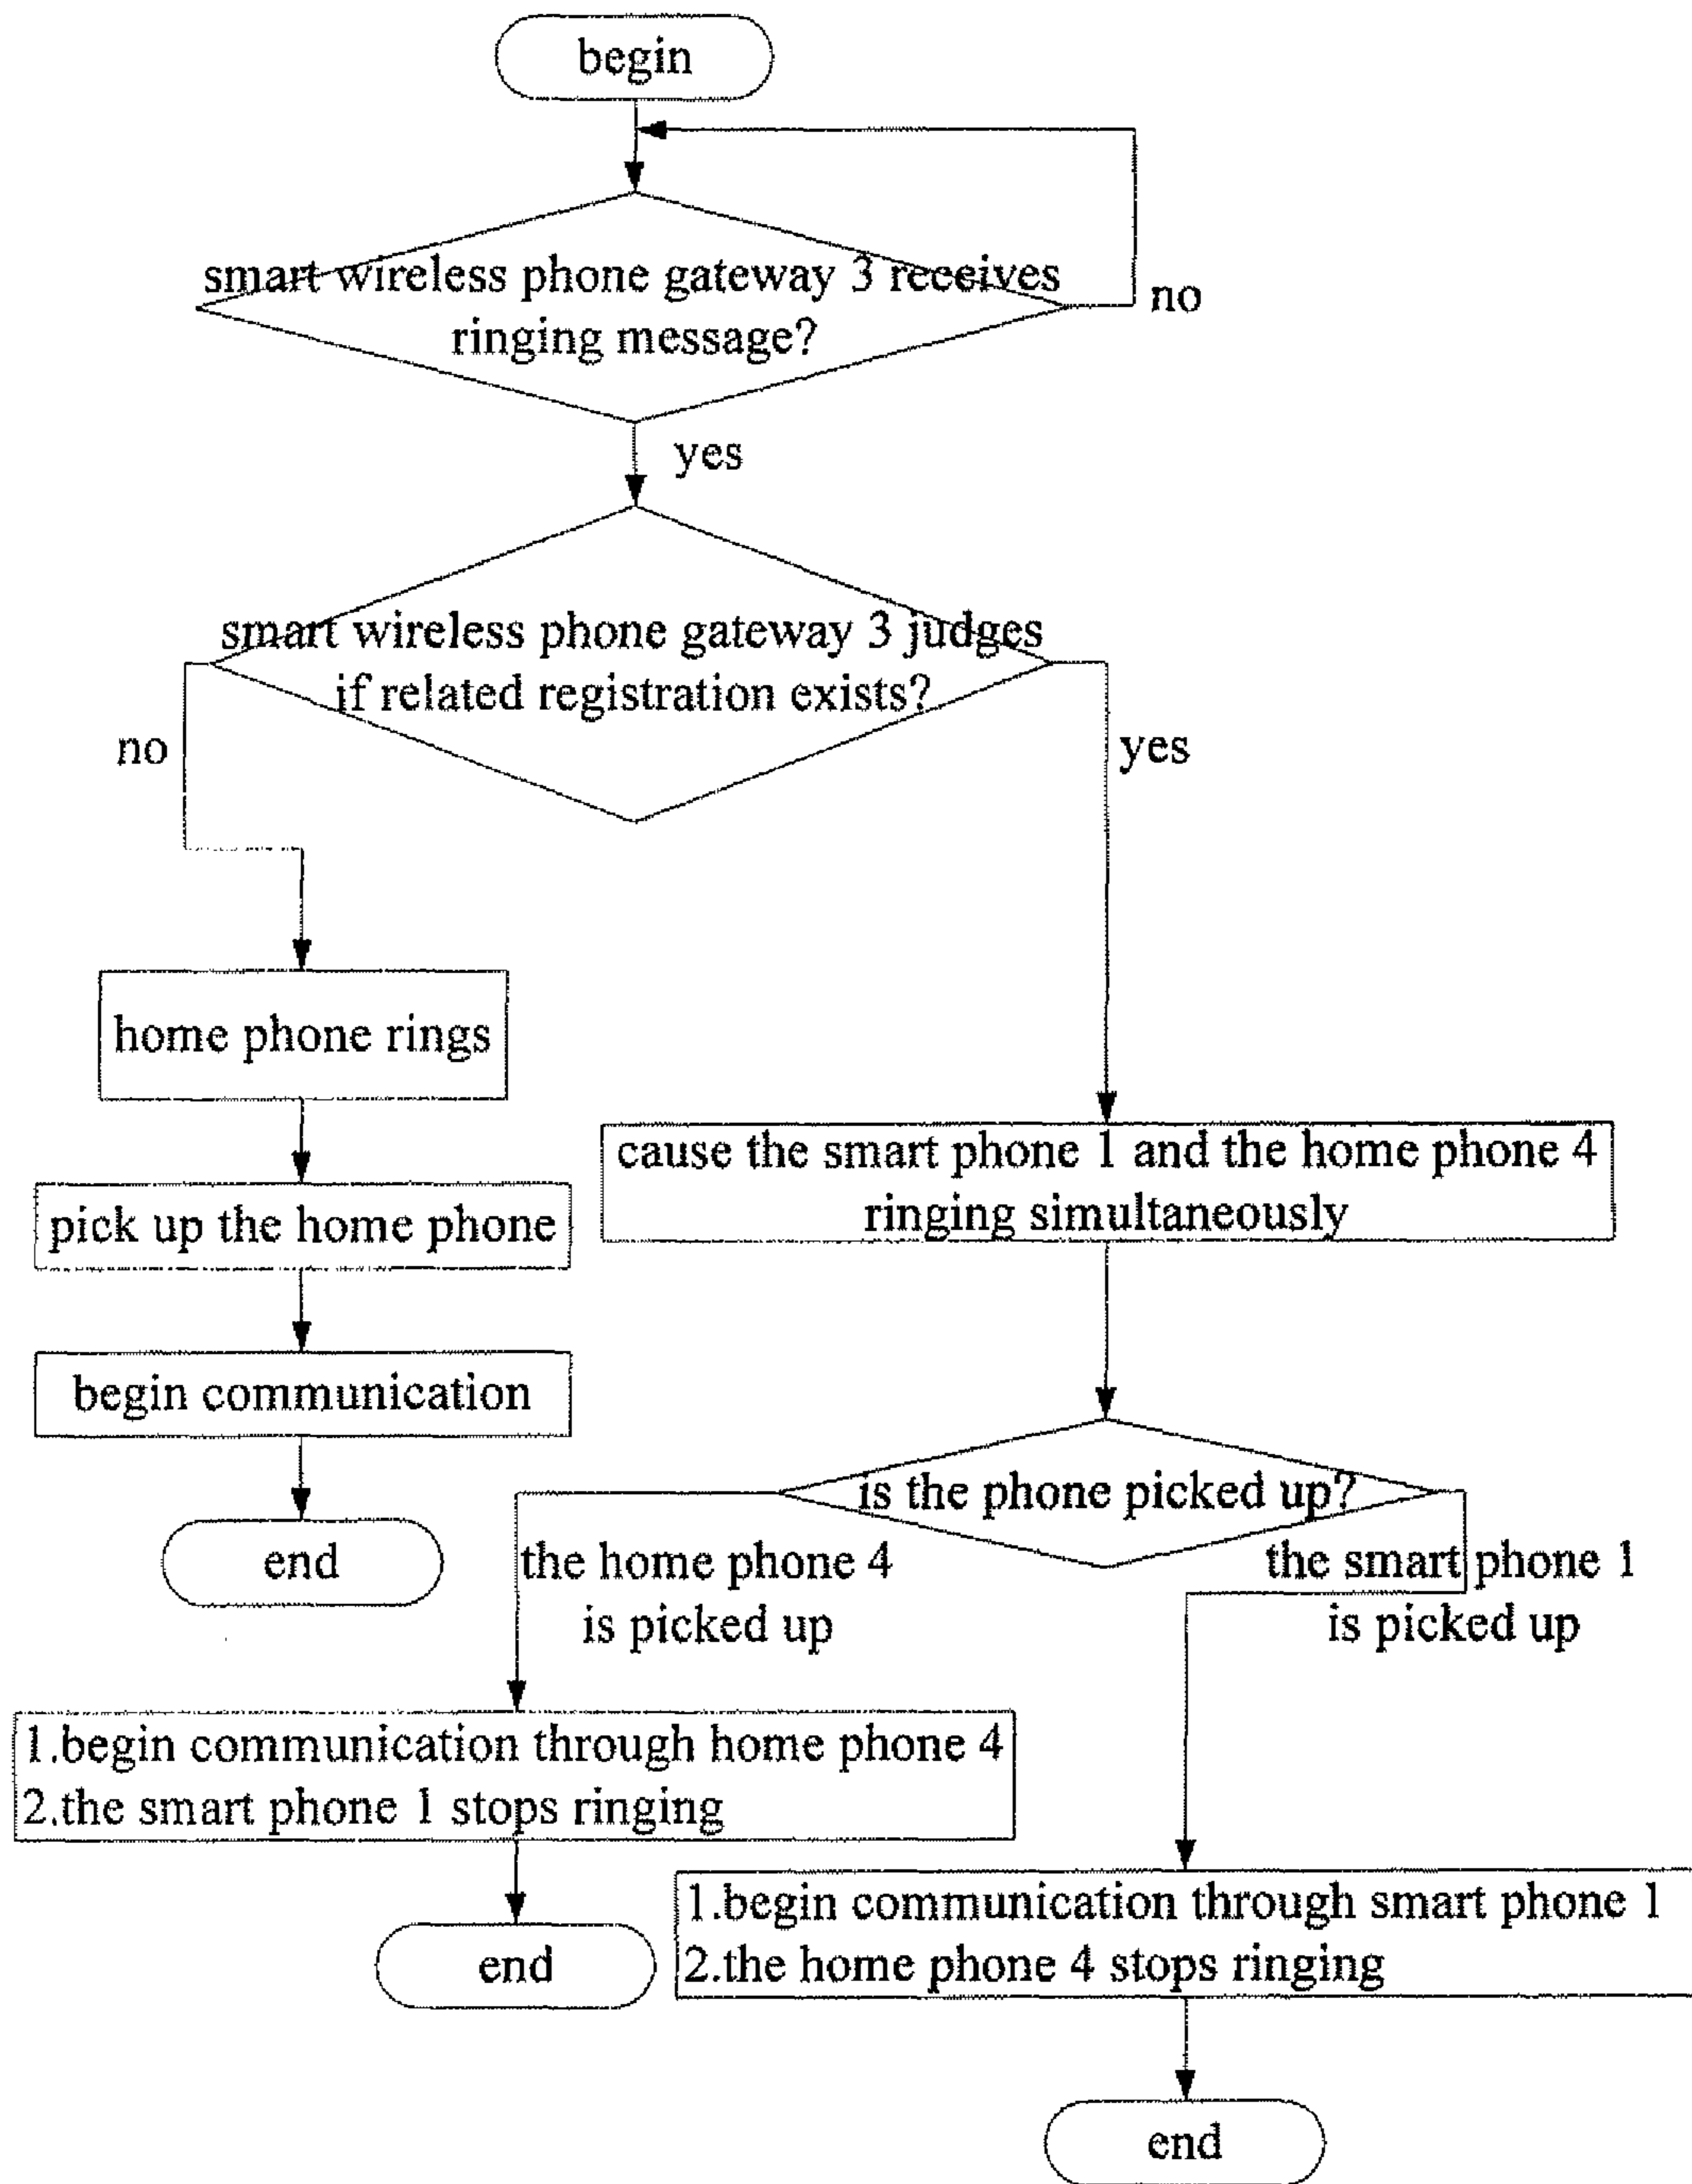 begin
smart wireless phone gateway 3 receives
ringing message?
no
yes
smart wireless phone gateway 3 judges
if related registration exists?
no
yes
home phone rings
cause the smart phone 1 and the home phone 4
ringing simultaneously
pick up the home phone
begin communication
is the phone picked up?
end
the home phone 4
is picked up
the smart phone 1
is picked up
1.begin communication through home phone 4
2.the smart phone 1 stops ringing
1.begin communication through smart phone 1
2.the home phone 4 stops ringing
end
end